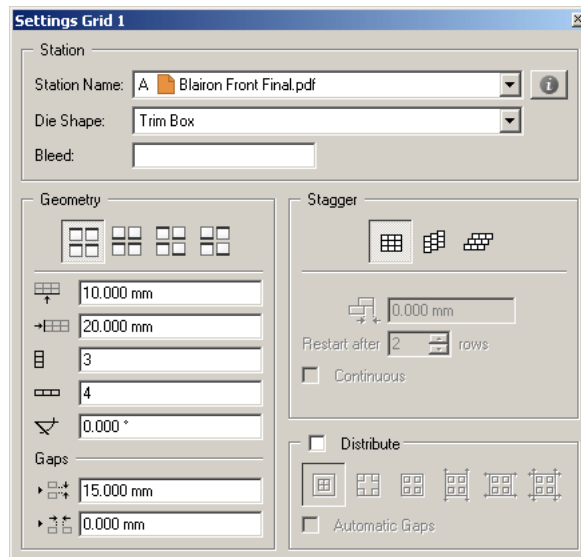 Settings Grid 1
Station
Station Name: A Blairon Front Final.pdf
Die Shape: Trim Box
Bleed:
Geometry
10.000 mm
20.000 mm
3
4
0.000 °
Gaps
15.000 mm
0.000 mm
Stagger
0.000 mm
Restart after 2 rows
Continuous
Distribute
Automatic Gaps